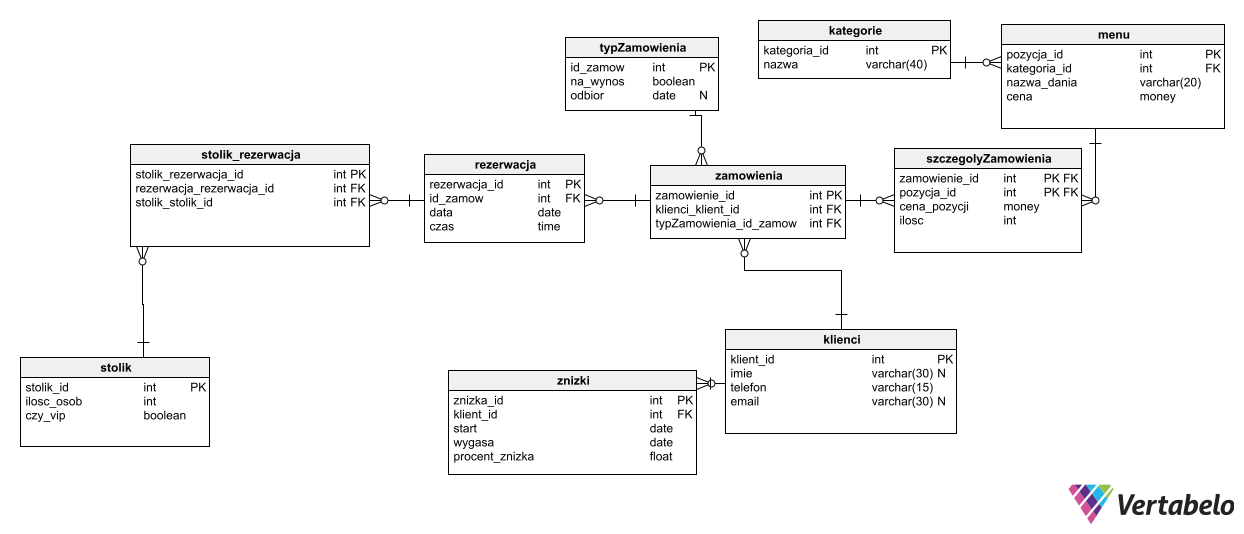 kategorie
kategoria_id int PK
nazwa varchar(40)
menu
pozycja_id int PK
kategoria_id int FK
nazwa_dania varchar(20)
cena money
typZamowienia
id_zamow int PK
na_wynos boolean
odbior date N
stolik_rezerwacja
stolik_rezerwacja_id int PK
rezerwacja_rezerwacja_id int FK
stolik_stolik_id int FK
rezerwacja
rezerwacja_id int PK
id_zamow int FK
data date
czas time
zamowienia
zamowienie_id int PK
klienci_klient_id int FK
typZamowienia_id_zamow int FK
szczegolyZamowienia
zamowienie_id int PK FK
pozycja_id int PK FK
cena_pozycji money
ilosc int
stolik
stolik_id int PK
ilosc_osob int
czy_vip boolean
znizki
znizka_id int PK
klient_id int FK
start date
wygasa date
procent_znizka float
klienci
klient_id int PK
imie varchar(30) N
telefon varchar(15)
email varchar(30) N
Vertabelo